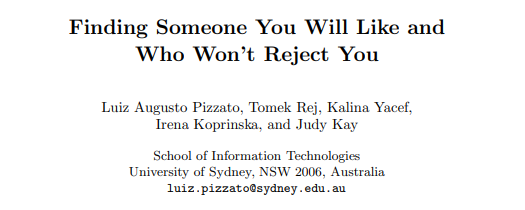 Finding Someone You Will Like and
Who Won't Reject You
Luiz Augusto Pizzato, Tomek Rej, Kalina Yacef,
Irena Koprinska, and Judy Kay
School of Information Technologies
University of Sydney, NSW 2006, Australia
luiz.pizzato@sydney.edu.au